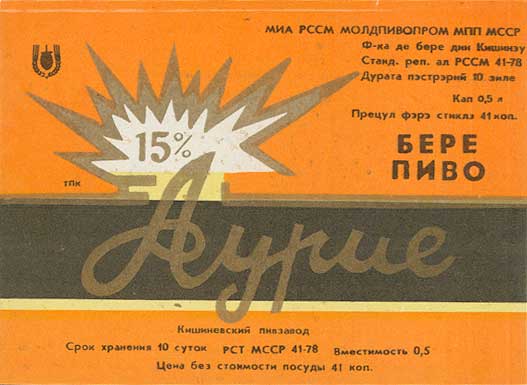 МИА РССМ МОЛДПИВОПРОМ МПП МССР
Ф-ка де бере дин Кишинэу
Станд. реп. ал РССМ 41-78
Дурата пэстрэрий 10 зиле
Кап 0,5 л
Прецул фэрэ стиклэ 41 коп.
БЕРЕ
ПИВО
15%
ТПК
Аурие
Кишиневский пивзавод
Срок хранения 10 суток РСТ МССР 41-78 Вместимость 0,5
Цена без стоимости посуды 41 коп.